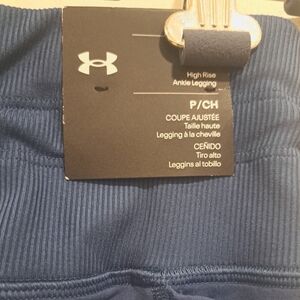 High Rise
Ankle Legging
P/CH
COUPE AJUSTÉE
Taille haute
Legging à la cheville
CEÑIDO
Tiro alto
Leggins al tobillo